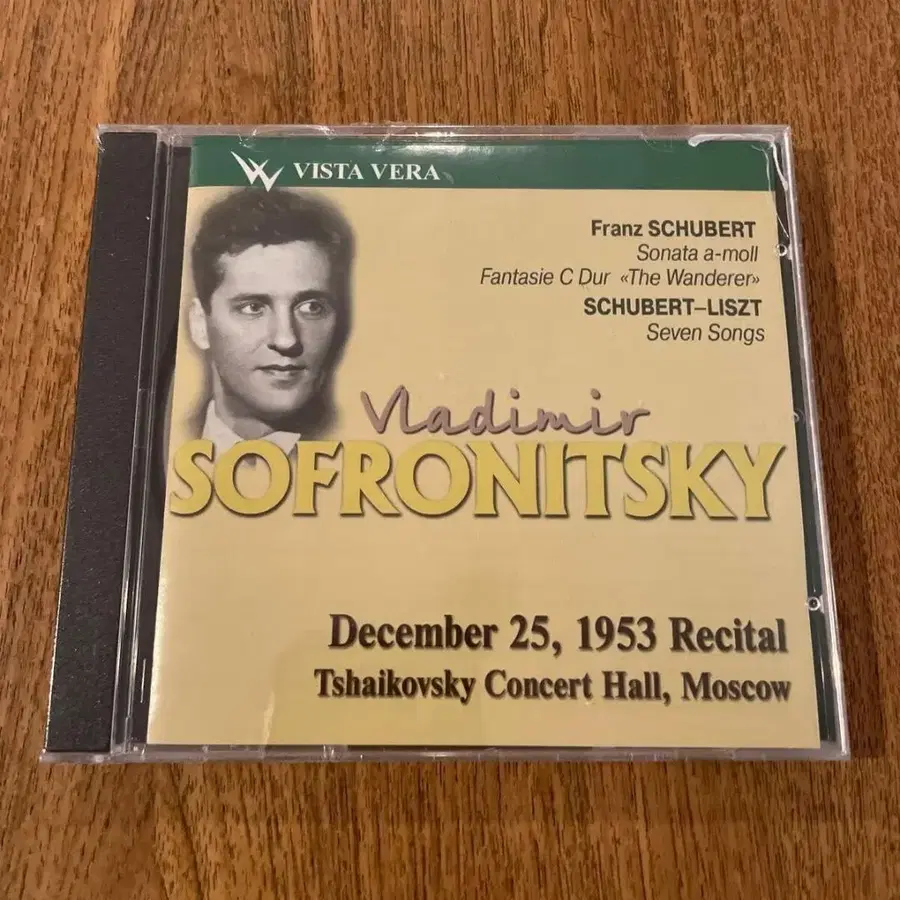 VISTA VERA
Franz SCHUBERT
Sonata a-moll
Fantasie C Dur «The Wanderer»
SCHUBERT–LISZT
Seven Songs
Vladimir
SOFRONITSKY
December 25, 1953 Recital
Tshaikovsky Concert Hall, Moscow